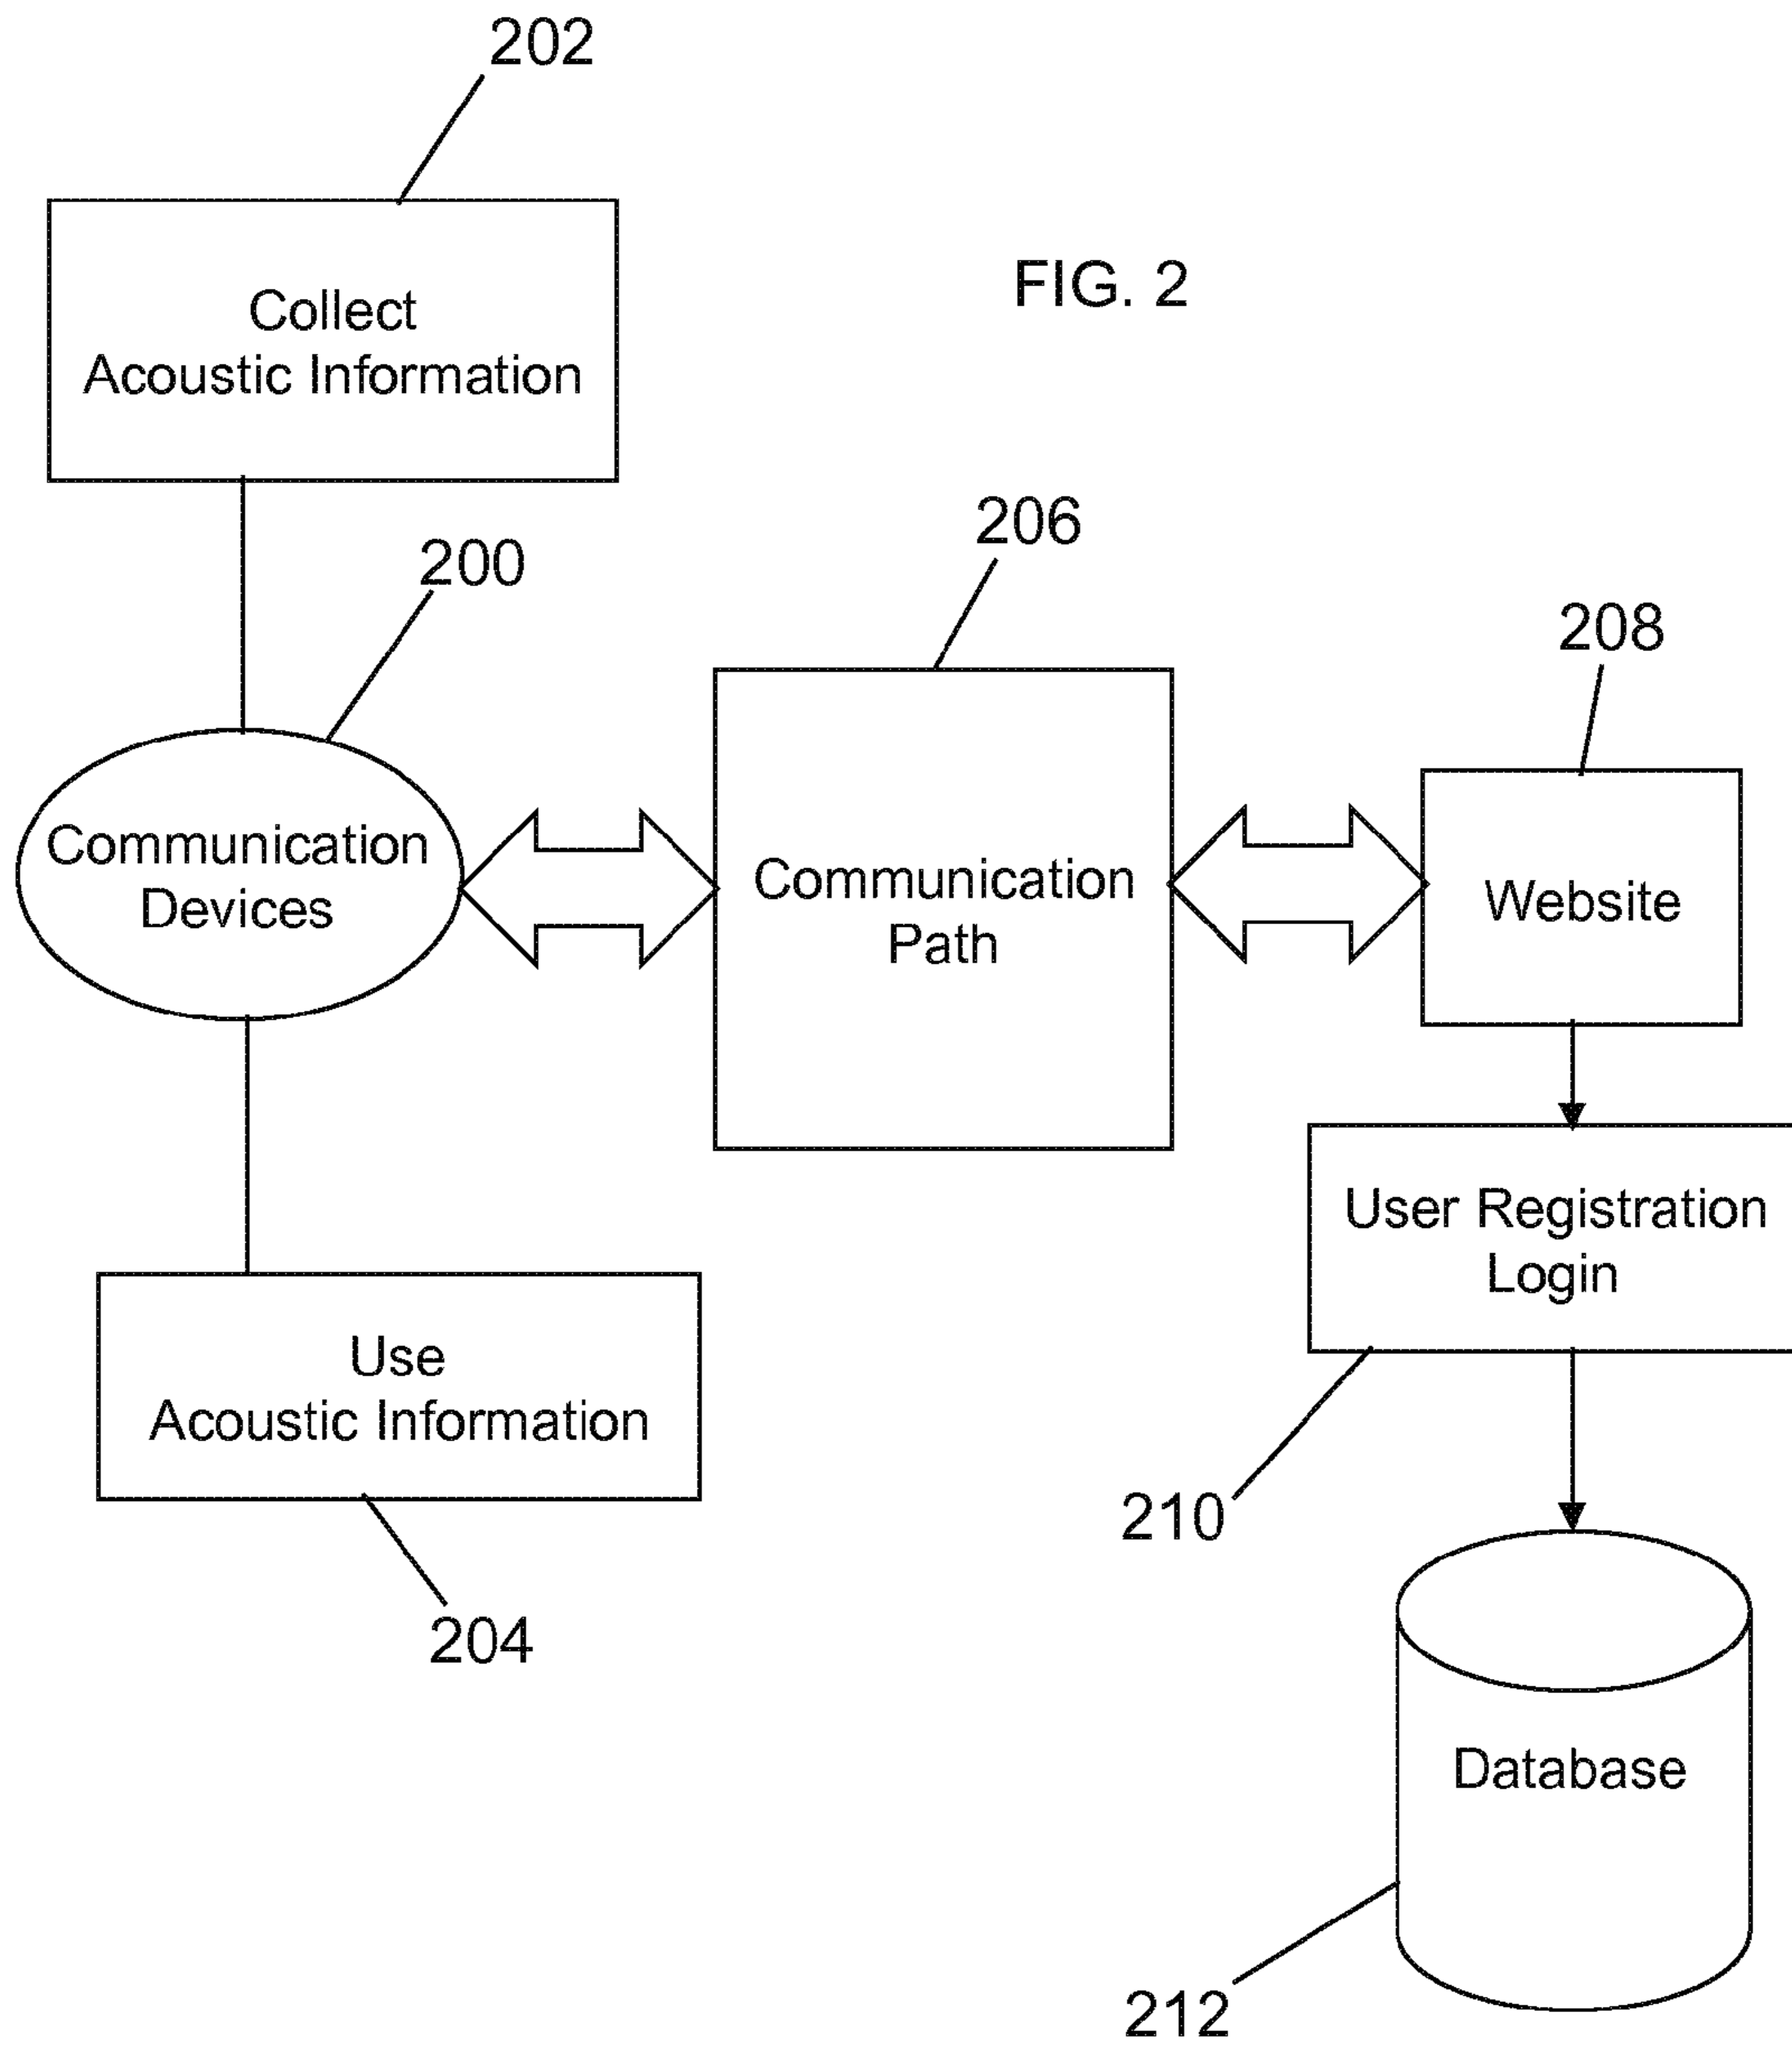 202
FIG. 2
Collect
Acoustic Information
200
206
208
Communication
Devices
Communication
Path
Website
User Registration
Login
Use
Acoustic Information
210
204
Database
212